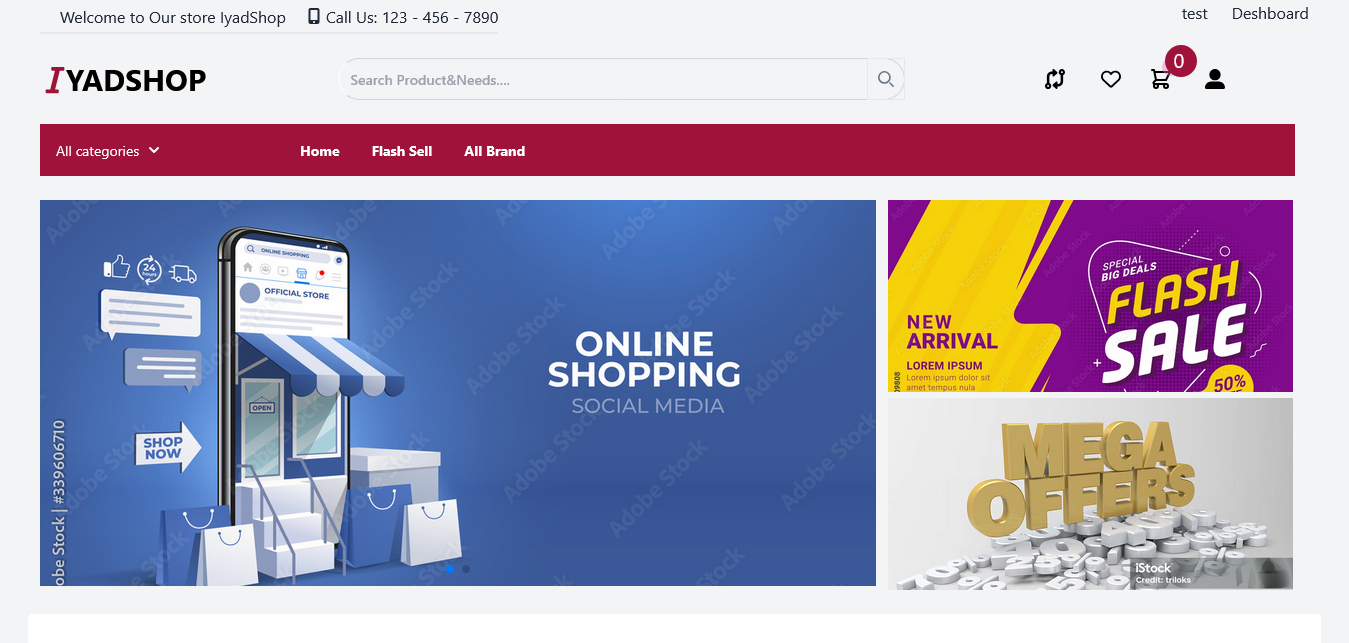 Welcome to Our store IyadShop
Call Us: 123 - 456 - 7890
test
Deshboard
IYADSHOP
Search Product&Needs....
0
All categories
Home
Flash Sell
All Brand
ONLINE SHOPPING
OFFICIAL STORE
24
hours
OPEN
SHOP
NOW
ONLINE
SHOPPING
SOCIAL MEDIA
obe Stock | #339606710
Adobe Stock
SPECIAL
BIG DEALS
FLASH
SALE
50%
NEW
ARRIVAL
LOREM IPSUM
Lorem ipsum dolor sit
amet tempus nula
MEGA
OFFERS
iStock
Credit: triloks